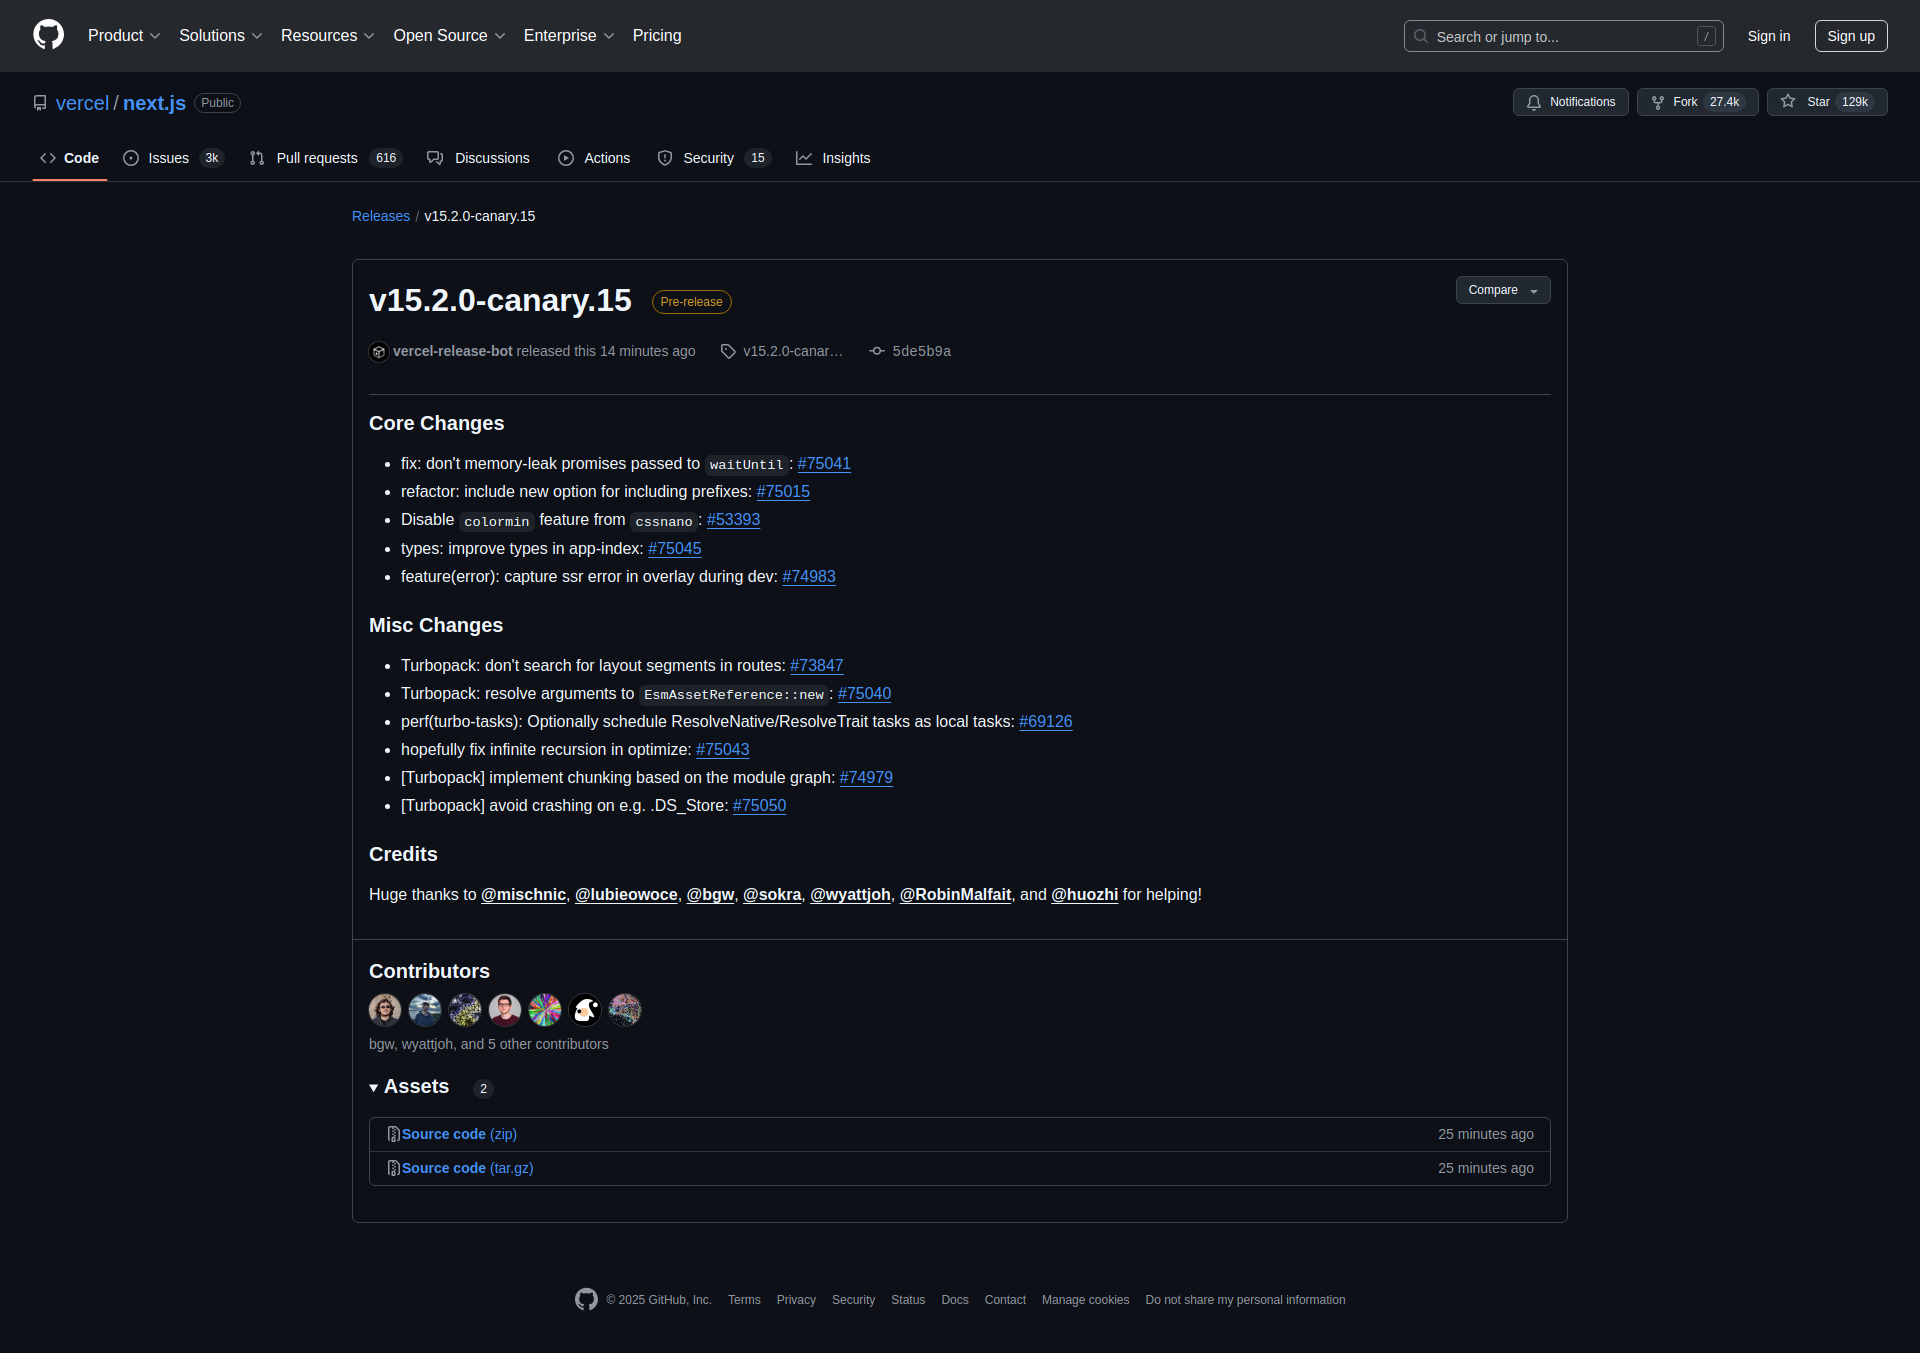 Product Solutions Resources Open Source Enterprise Pricing Search or jump to... / Sign in Sign up
vercel / next.js Public Notifications Fork 27.4k Star 129k
Code Issues 3k Pull requests 616 Discussions Actions Security 15 Insights
Releases / v15.2.0-canary.15
v15.2.0-canary.15 Pre-release Compare
vercel-release-bot released this 14 minutes ago v15.2.0-canar… 5de5b9a
Core Changes
• fix: don't memory-leak promises passed to waitUntil: #75041
• refactor: include new option for including prefixes: #75015
• Disable colormin feature from cssnano: #53393
• types: improve types in app-index: #75045
• feature(error): capture ssr error in overlay during dev: #74983
Misc Changes
• Turbopack: don't search for layout segments in routes: #73847
• Turbopack: resolve arguments to EsmAssetReference::new: #75040
• perf(turbo-tasks): Optionally schedule ResolveNative/ResolveTrait tasks as local tasks: #69126
• hopefully fix infinite recursion in optimize: #75043
• [Turbopack] implement chunking based on the module graph: #74979
• [Turbopack] avoid crashing on e.g. .DS_Store: #75050
Credits
Huge thanks to @mischnic, @lubieowoce, @bgw, @sokra, @wyattjoh, @RobinMalfait, and @huozhi for helping!
Contributors
bgw, wyattjoh, and 5 other contributors
Assets 2
Source code (zip) 25 minutes ago
Source code (tar.gz) 25 minutes ago
© 2025 GitHub, Inc. Terms Privacy Security Status Docs Contact Manage cookies Do not share my personal information